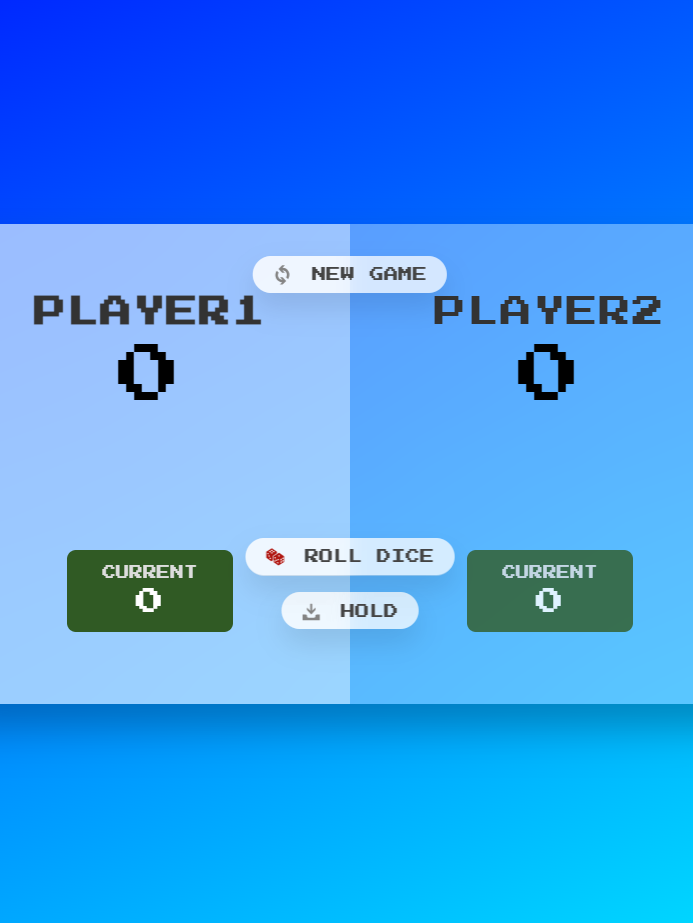 NEW GAME
PLAYER1
0
PLAYER2
0
ROLL DICE
HOLD
CURRENT
0
CURRENT
0